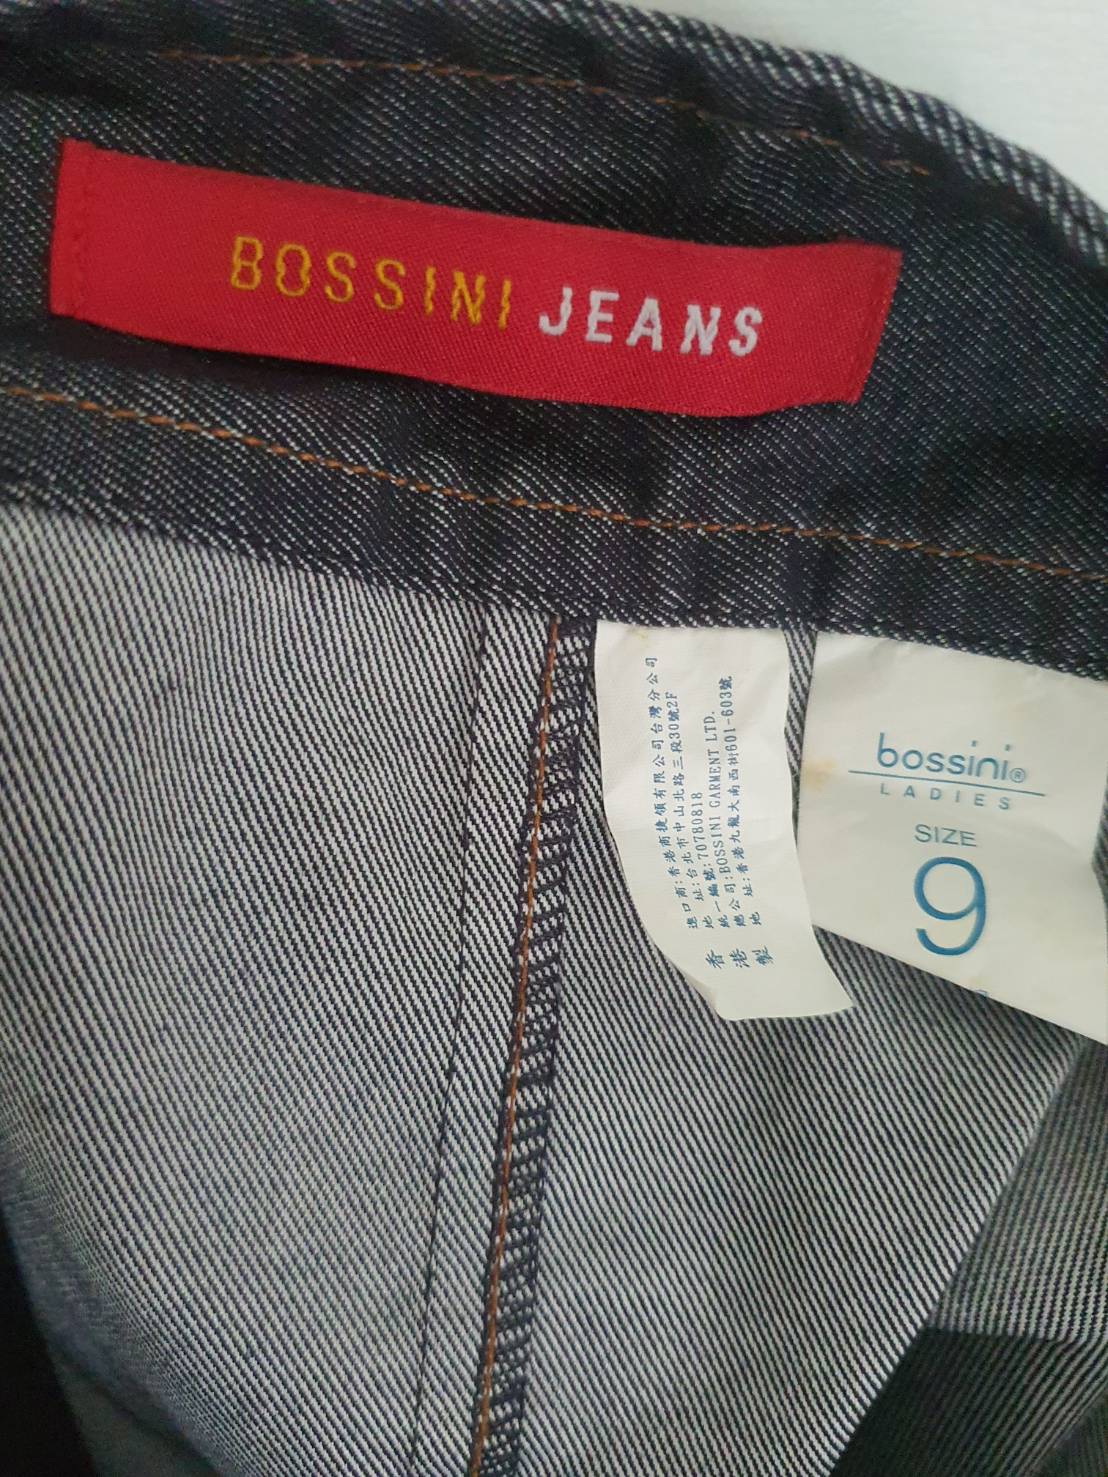 BOSSINI JEANS
進口商:香港商捷領有限公司台灣分公司
地 址:台北市中山北路三段30號2F
統一編號:70780818
總公司:BOSSINI GARMENT LTD.
地 址:香港九龍大南西街601-603號
香港製
bossini®
LADIES
SIZE
9